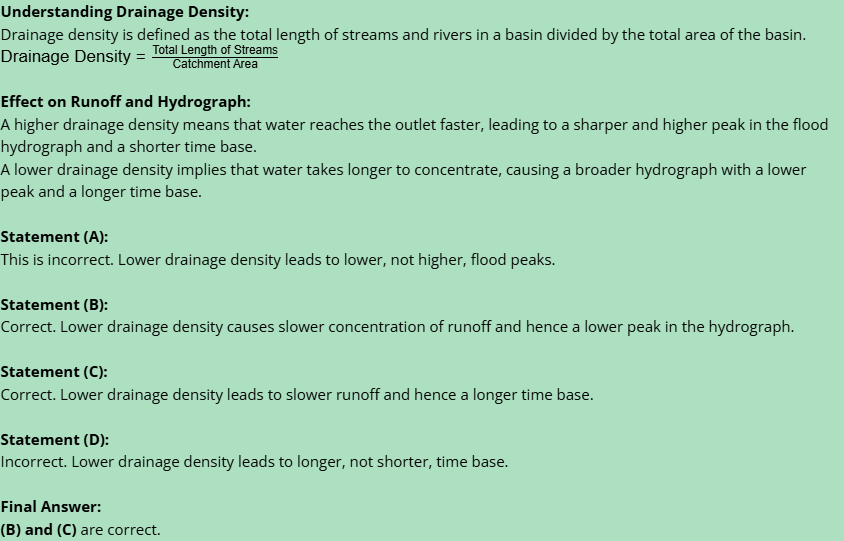 Understanding Drainage Density:
Drainage density is defined as the total length of streams and rivers in a basin divided by the total area of the basin.
Drainage Density = Total Length of Streams / Catchment Area
Effect on Runoff and Hydrograph:
A higher drainage density means that water reaches the outlet faster, leading to a sharper and higher peak in the flood
hydrograph and a shorter time base.
A lower drainage density implies that water takes longer to concentrate, causing a broader hydrograph with a lower
peak and a longer time base.
Statement (A):
This is incorrect. Lower drainage density leads to lower, not higher, flood peaks.
Statement (B):
Correct. Lower drainage density causes slower concentration of runoff and hence a lower peak in the hydrograph.
Statement (C):
Correct. Lower drainage density leads to slower runoff and hence a longer time base.
Statement (D):
Incorrect. Lower drainage density leads to longer, not shorter, time base.
Final Answer:
(B) and (C) are correct.